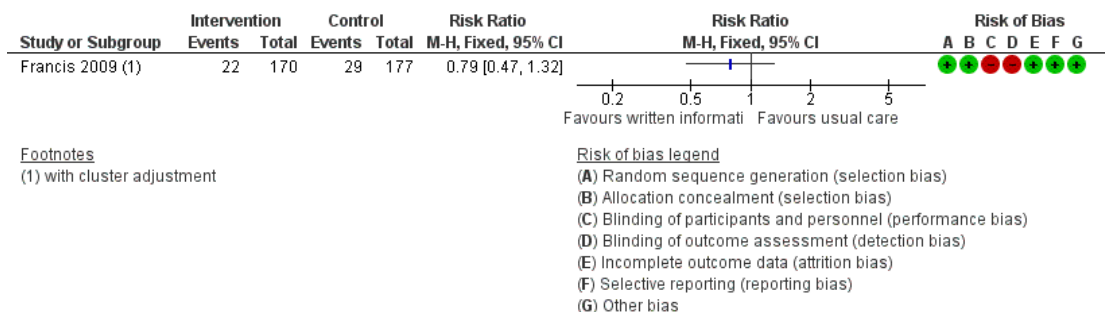 Intervention Control Risk Ratio Risk Ratio Risk of Bias
Study or Subgroup Events Total Events Total M-H, Fixed, 95% CI M-H, Fixed, 95% CI A B C D E F G
Francis 2009 (1) 22 170 29 177 0.79 [0.47, 1.32] + + - - + + +
0.2 0.5 1 2 5
Favours written informati Favours usual care
Footnotes
(1) with cluster adjustment
Risk of bias legend
(A) Random sequence generation (selection bias)
(B) Allocation concealment (selection bias)
(C) Blinding of participants and personnel (performance bias)
(D) Blinding of outcome assessment (detection bias)
(E) Incomplete outcome data (attrition bias)
(F) Selective reporting (reporting bias)
(G) Other bias